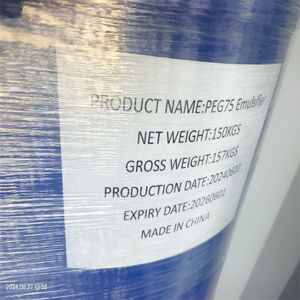 PRODUCT NAME:PEG75 Emulsifier
NET WEIGHT:150KGS
GROSS WEIGHT:157KGS
PRODUCTION DATE:20240602
EXPIRY DATE:20260601
MADE IN CHINA
2024.06.27 13:55